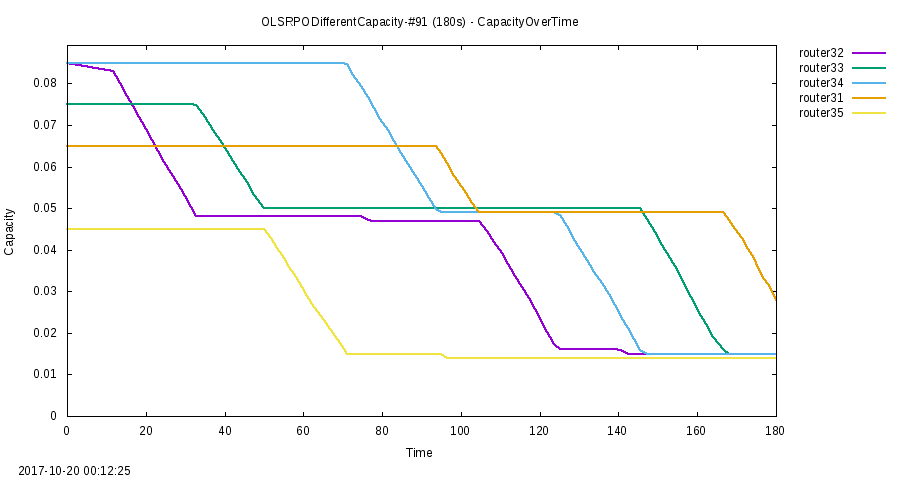 OLSRPODifferentCapacity-#91 (180s) - CapacityOverTime
router32
router33
router34
router31
router35
0.08
0.07
0.06
0.05
0.04
0.03
0.02
0.01
0
Capacity
0 20 40 60 80 100 120 140 160 180
Time
2017-10-20 00:12:25